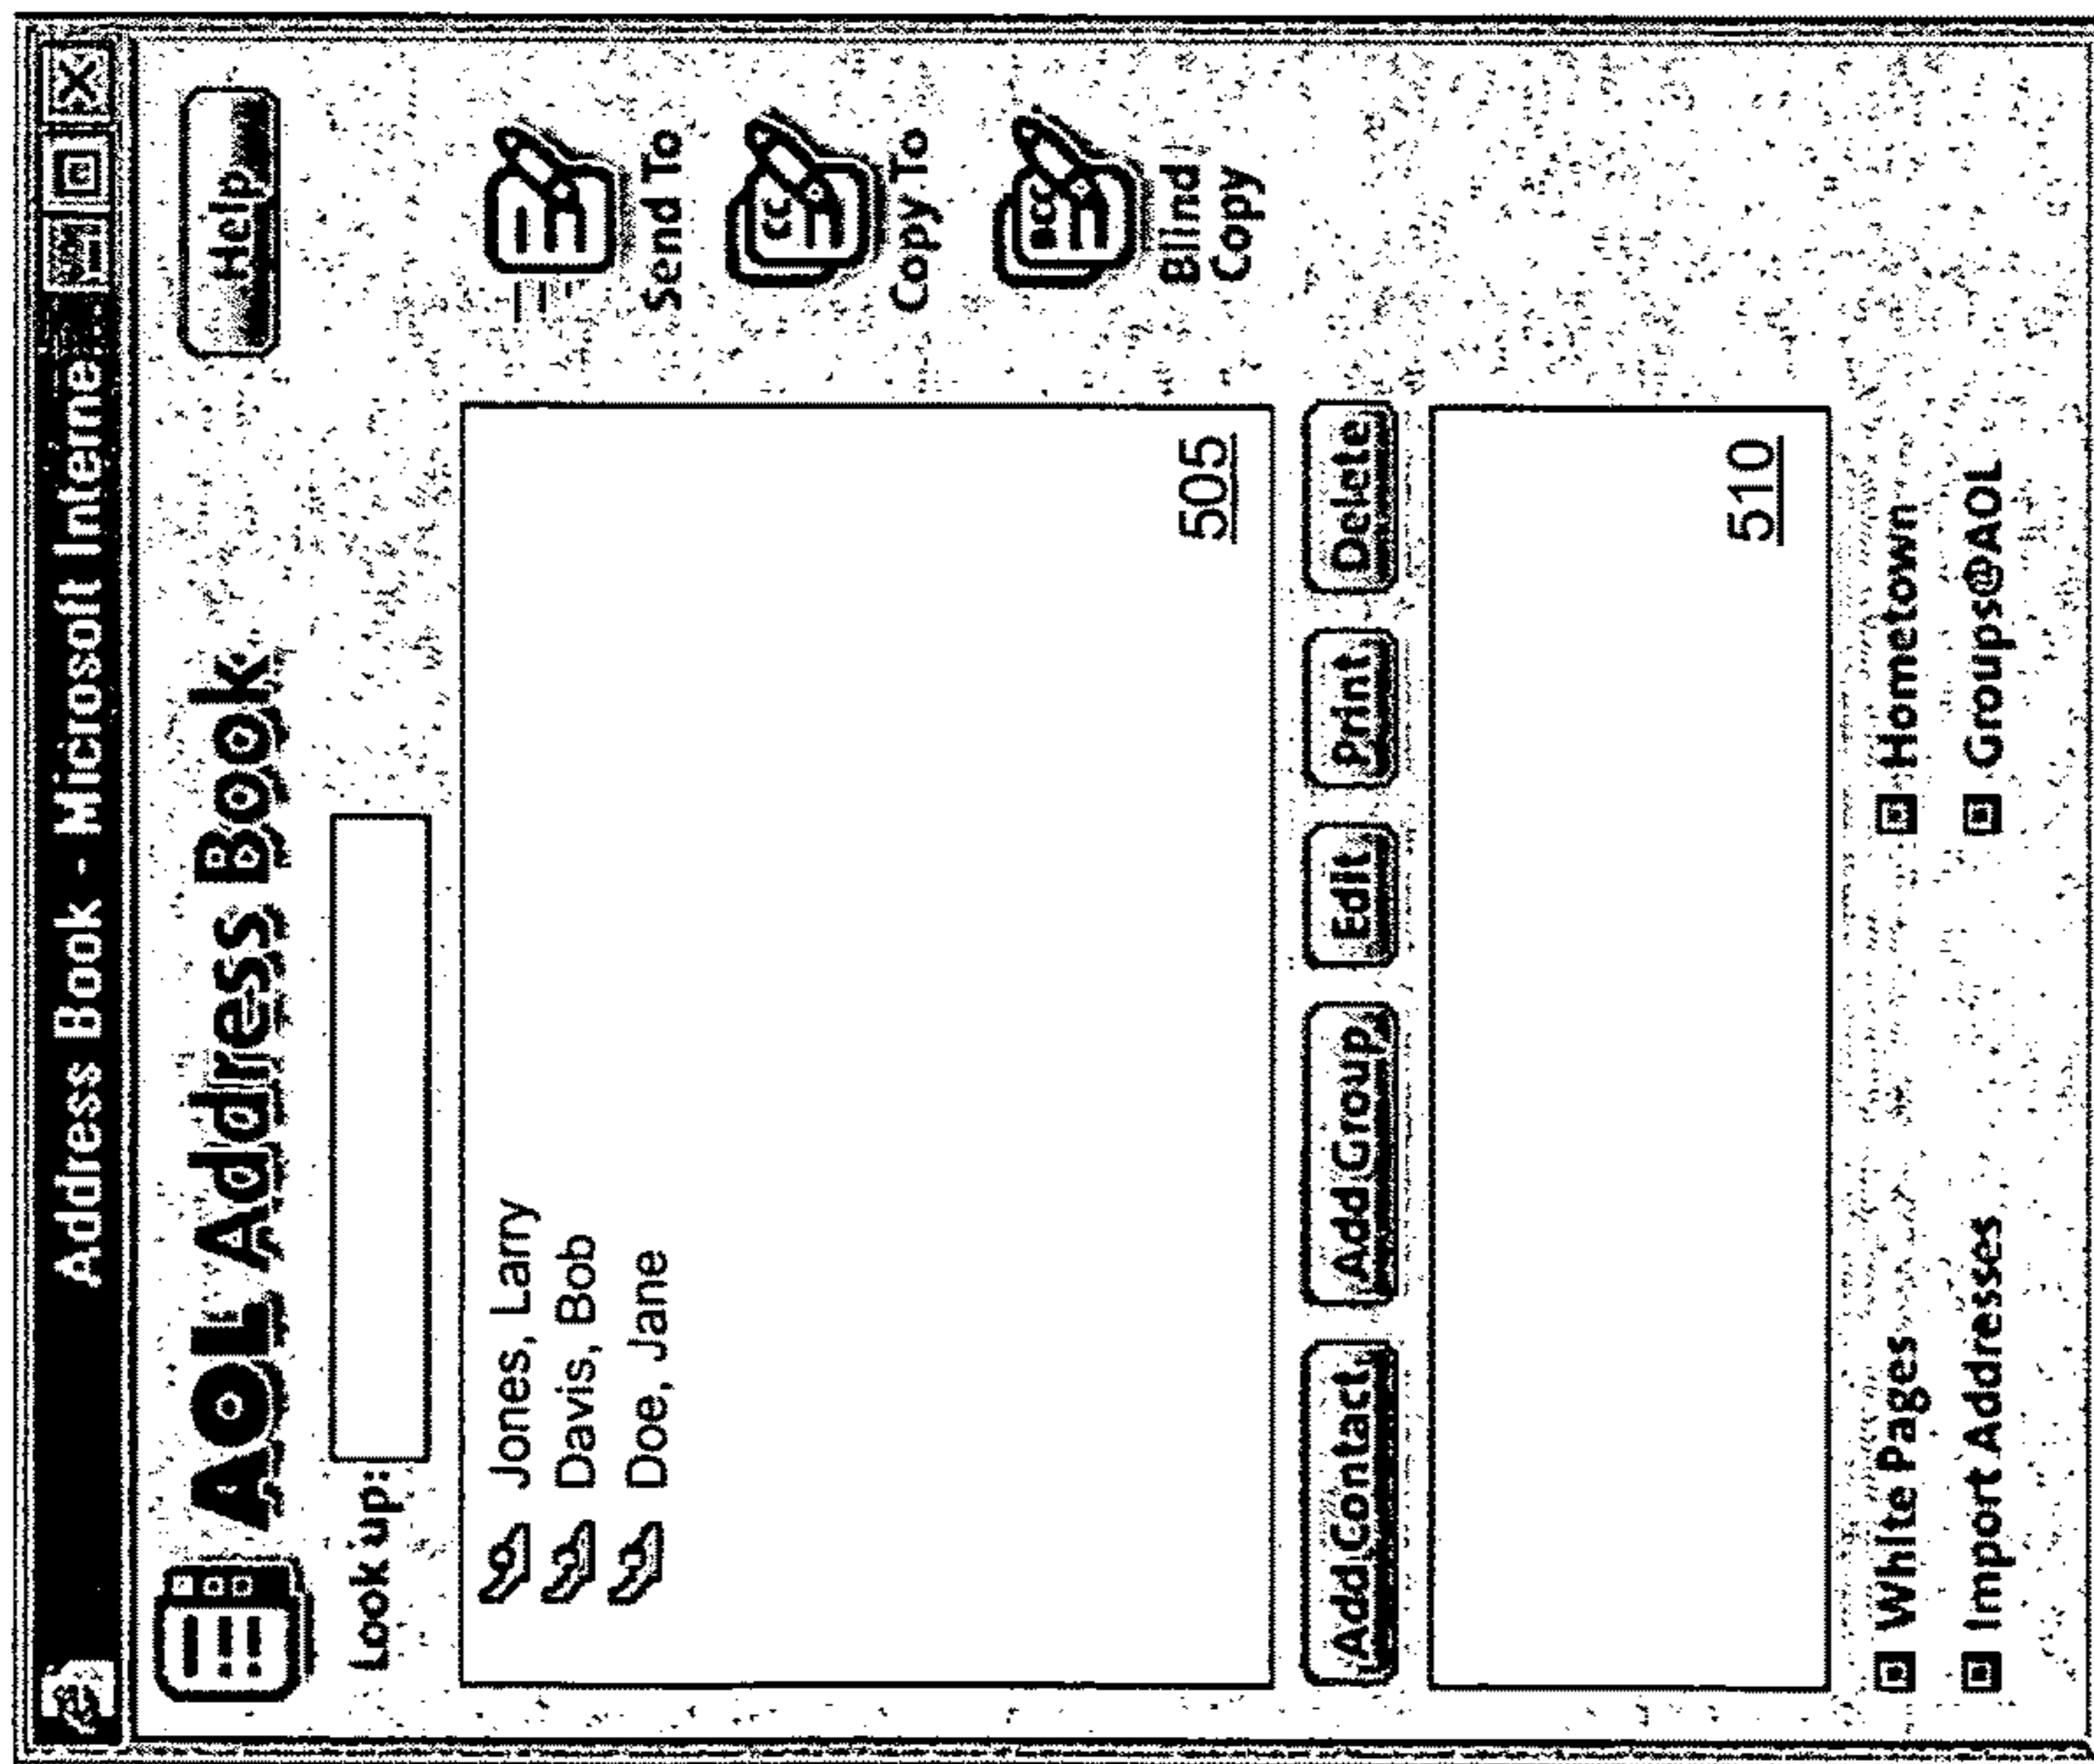 Address Book - Microsoft Interne...
AOL Address Book
Help
Look up:
Jones, Larry
Davis, Bob
Doe, Jane
505
Send To
CC
Copy To
BCC
Blind
Copy
Add Contact Add Group Edit Print Delete
510
White Pages Hometown
Import Addresses Groups@AOL